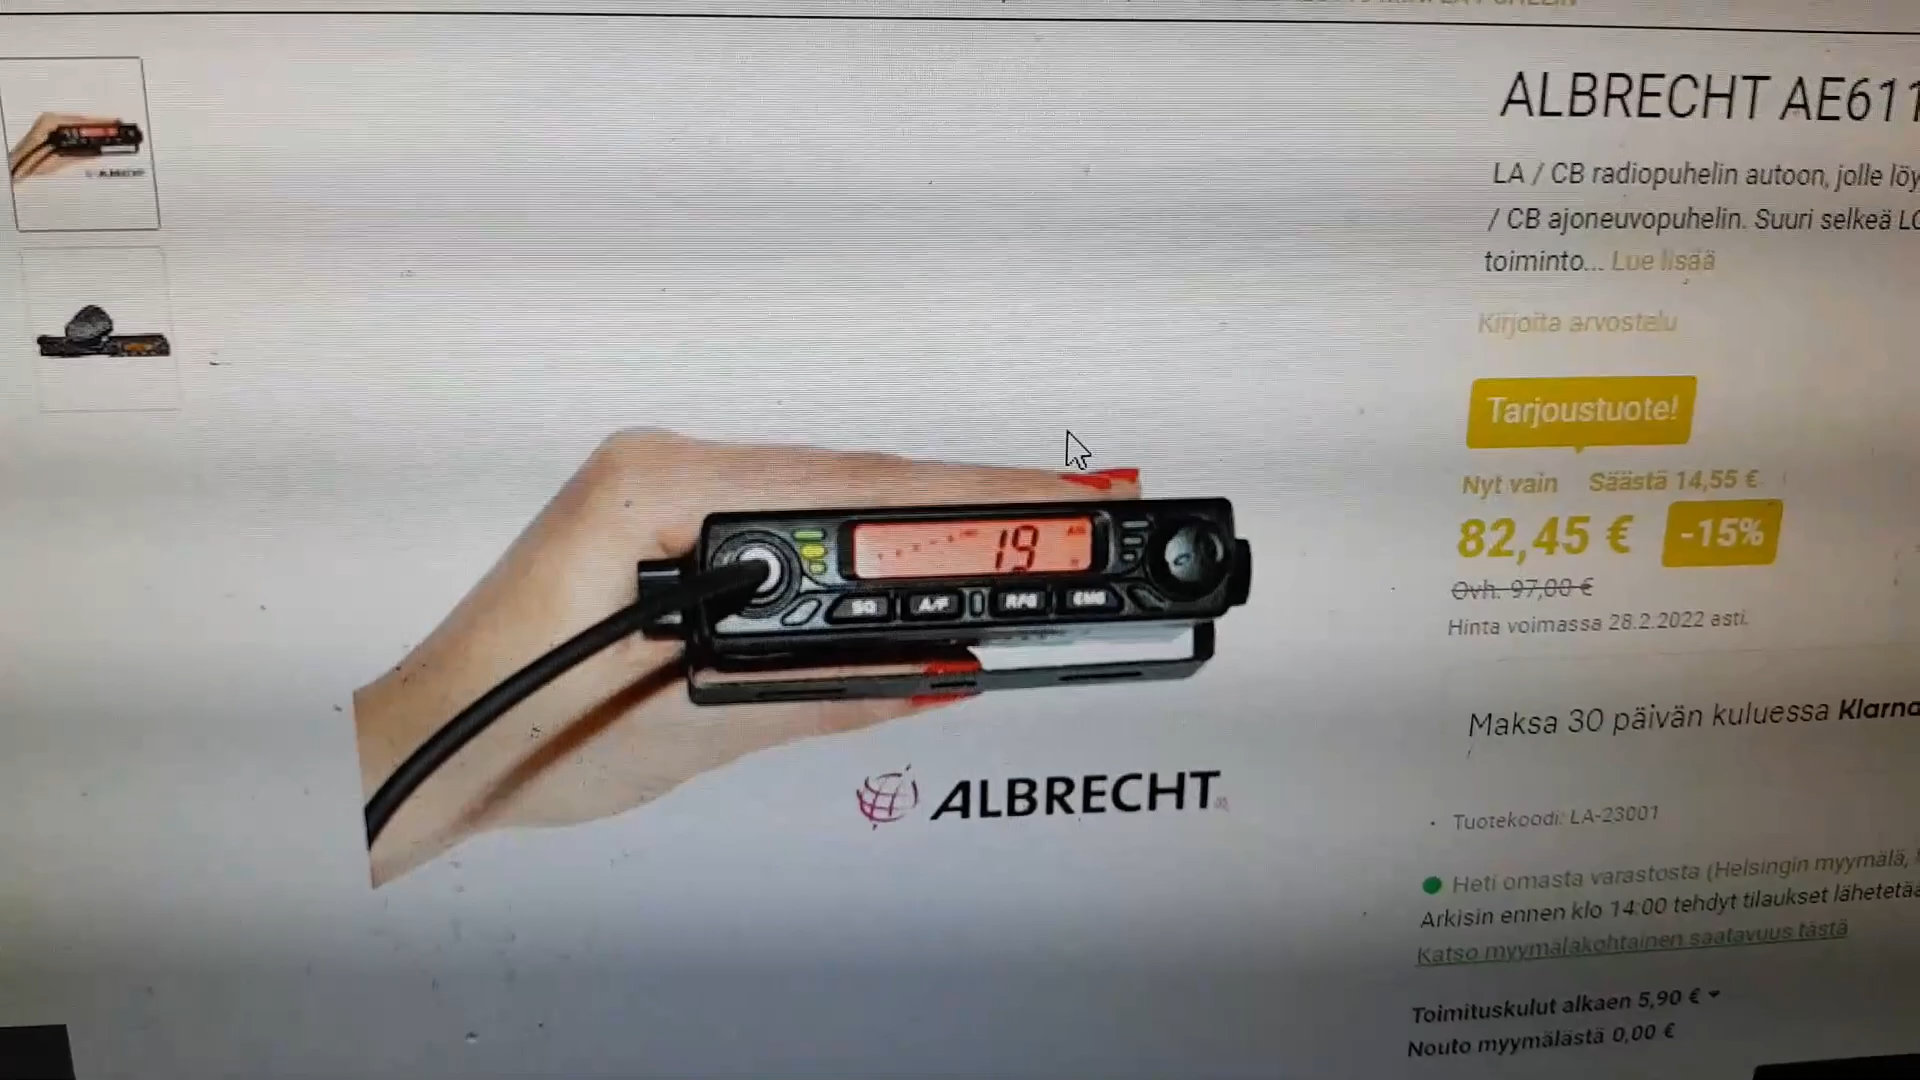 ALBRECHT AE611
LA / CB radiopuhelin autoon, jolle löy
/ CB ajoneuvopuhelin. Suuri selkeä LC
toiminto... Lue lisää
Kirjoita arvostelu
Tarjoustuote!
Nyt vain Säästä 14,55 €
82,45 € -15%
Ovh. 97,00 €
Hinta voimassa 28.2.2022 asti.
19
SQ A/F R/FB EMG
ALBRECHT
Maksa 30 päivän kuluessa Klarna
Tuotekoodi: LA-23001
Heti omasta varastosta (Helsingin myymälä,
Arkisin ennen klo 14:00 tehdyt tilaukset lähetetää
Katso myymäläkohtainen saatavuus tästä
Toimituskulut alkaen 5,90 €
Nouto myymälästä 0,00 €